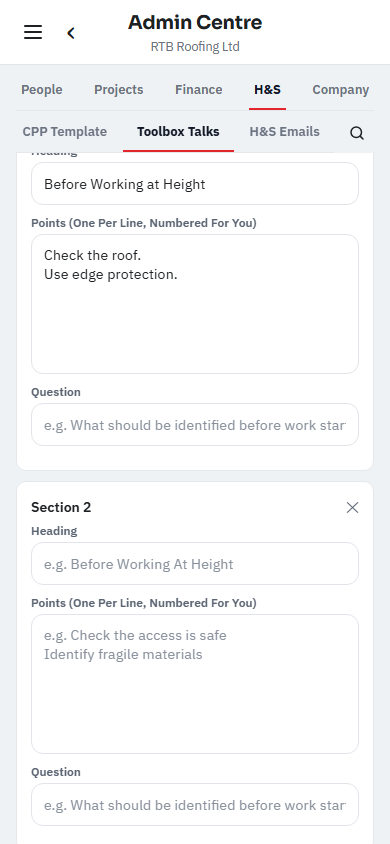 Admin Centre
RTB Roofing Ltd
People Projects Finance H&S Company
CPP Template Toolbox Talks H&S Emails
Heading
Before Working at Height
Points (One Per Line, Numbered For You)
Check the roof.
Use edge protection.
Question
e.g. What should be identified before work star
Section 2
Heading
e.g. Before Working At Height
Points (One Per Line, Numbered For You)
e.g. Check the access is safe
Identify fragile materials
Question
e.g. What should be identified before work star